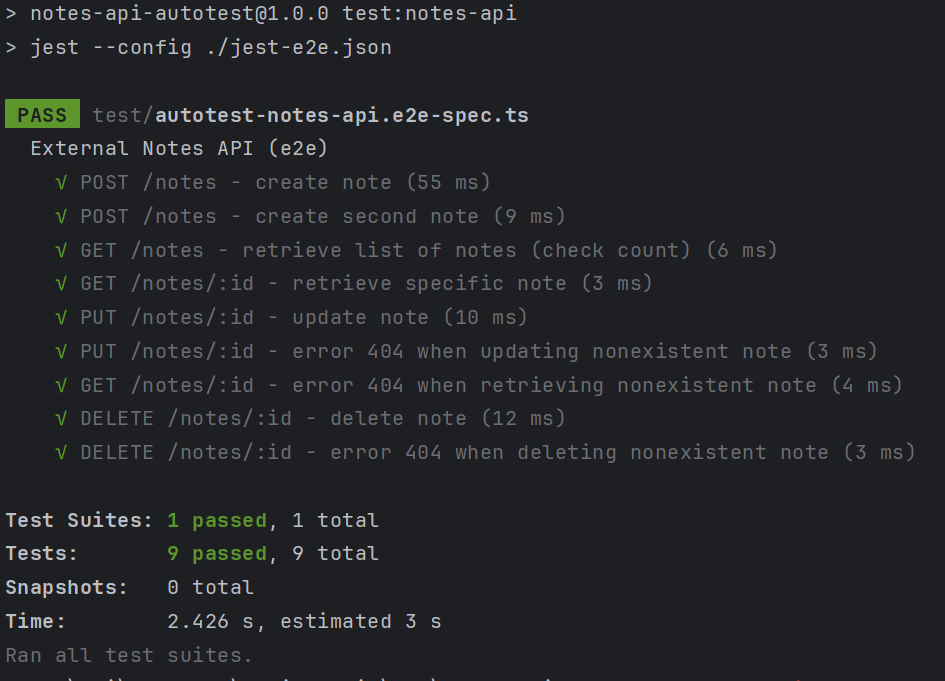 > notes-api-autotest@1.0.0 test:notes-api
> jest --config ./jest-e2e.json
PASS test/autotest-notes-api.e2e-spec.ts
External Notes API (e2e)
√ POST /notes - create note (55 ms)
√ POST /notes - create second note (9 ms)
√ GET /notes - retrieve list of notes (check count) (6 ms)
√ GET /notes/:id - retrieve specific note (3 ms)
√ PUT /notes/:id - update note (10 ms)
√ PUT /notes/:id - error 404 when updating nonexistent note (3 ms)
√ GET /notes/:id - error 404 when retrieving nonexistent note (4 ms)
√ DELETE /notes/:id - delete note (12 ms)
√ DELETE /notes/:id - error 404 when deleting nonexistent note (3 ms)
Test Suites: 1 passed, 1 total
Tests: 9 passed, 9 total
Snapshots: 0 total
Time: 2.426 s, estimated 3 s
Ran all test suites.